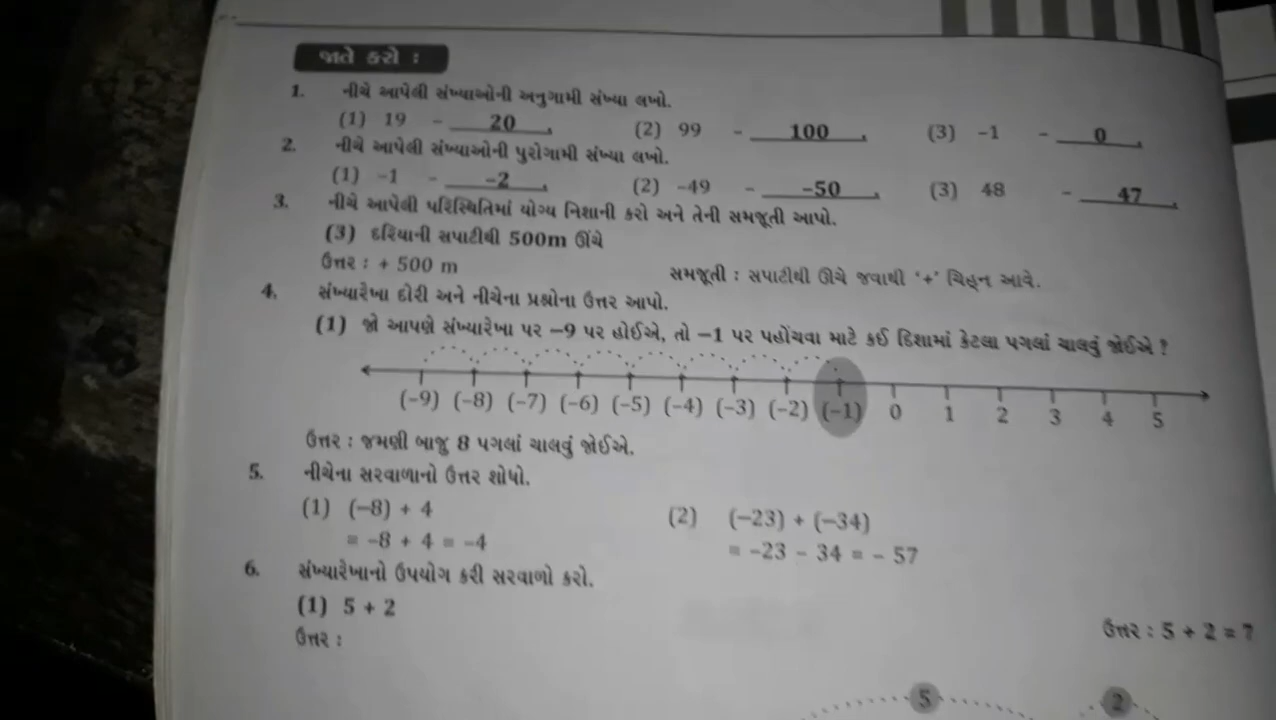 જાતે કરો :
1. નીચે આપેલી સંખ્યાઓની અનુગામી સંખ્યા લખો.
(1) 19 - 20. (2) 99 - 100. (3) -1 - 0.
2. નીચે આપેલી સંખ્યાઓની પુરોગામી સંખ્યા લખો.
(1) -1 - -2. (2) -49 - -50. (3) 48 - 47.
3. નીચે આપેલી પરિસ્થિતિમાં યોગ્ય નિશાની કરો અને તેની સમજૂતી આપો.
(3) દરિયાની સપાટીથી 500m ઊંચે
ઉત્તર : + 500 m સમજૂતી : સપાટીથી ઊંચે જવાથી ‘+’ ચિહ્ન આવે.
4. સંખ્યારેખા દોરી અને નીચેના પ્રશ્નોના ઉત્તર આપો.
(1) જો આપણે સંખ્યારેખા પર –9 પર હોઈએ, તો –1 પર પહોંચવા માટે કઈ દિશામાં કેટલા પગલાં ચાલવું જોઈએ ?
(–9) (–8) (–7) (–6) (–5) (–4) (–3) (–2) (–1) 0 1 2 3 4 5
ઉત્તર : જમણી બાજુ 8 પગલાં ચાલવું જોઈએ.
5. નીચેના સરવાળાનો ઉત્તર શોધો.
(1) (–8) + 4 (2) (–23) + (–34)
= –8 + 4 = –4 = –23 – 34 = – 57
6. સંખ્યારેખાનો ઉપયોગ કરી સરવાળો કરો.
(1) 5 + 2
ઉત્તર : ઉત્તર : 5 + 2 = 7
5 2